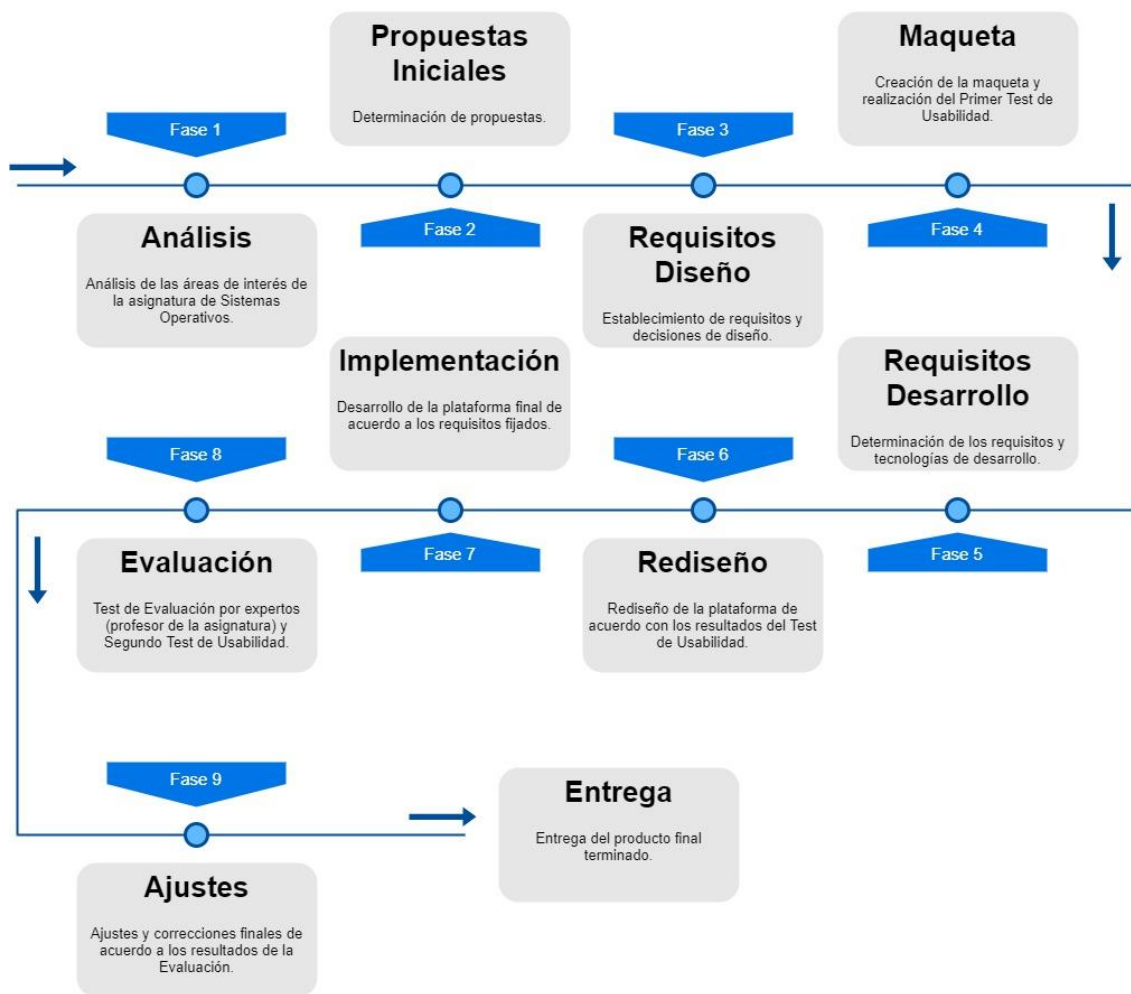 Fase 1
Análisis
Análisis de las áreas de interés de
la asignatura de Sistemas
Operativos.
Propuestas
Iniciales
Determinación de propuestas.
Fase 2
Fase 3
Requisitos
Diseño
Establecimiento de requisitos y
decisiones de diseño.
Maqueta
Creación de la maqueta y
realización del Primer Test de
Usabilidad.
Fase 4
Requisitos
Desarrollo
Determinación de los requisitos y
tecnologías de desarrollo.
Fase 5
Fase 6
Rediseño
Rediseño de la plataforma de
acuerdo con los resultados del Test
de Usabilidad.
Implementación
Desarrollo de la plataforma final de
acuerdo a los requisitos fijados.
Fase 7
Fase 8
Evaluación
Test de Evaluación por expertos
(profesor de la asignatura) y
Segundo Test de Usabilidad.
Fase 9
Ajustes
Ajustes y correcciones finales de
acuerdo a los resultados de la
Evaluación.
Entrega
Entrega del producto final
terminado.